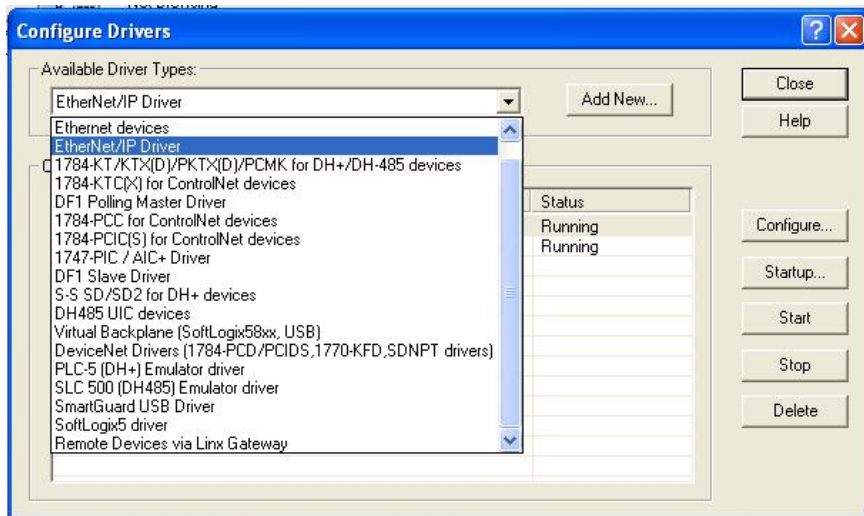 Configure Drivers
Available Driver Types:
EtherNet/IP Driver
Add New...
Close
Help
Ethernet devices
EtherNet/IP Driver
1784-KT/KTX(D)/PKTX(D)/PCMK for DH+/DH-485 devices
1784-KTC(X) for ControlNet devices
DF1 Polling Master Driver
1784-PCC for ControlNet devices
1784-PCIC(S) for ControlNet devices
1747-PIC / AIC+ Driver
DF1 Slave Driver
S-S SD/SD2 for DH+ devices
DH485 UIC devices
Virtual Backplane (SoftLogix58xx, USB)
DeviceNet Drivers (1784-PCD/PCIDS,1770-KFD,SDNPT drivers)
PLC-5 (DH+) Emulator driver
SLC 500 (DH485) Emulator driver
SmartGuard USB Driver
SoftLogix5 driver
Remote Devices via Linx Gateway
Status
Running
Running
Configure...
Startup...
Start
Stop
Delete